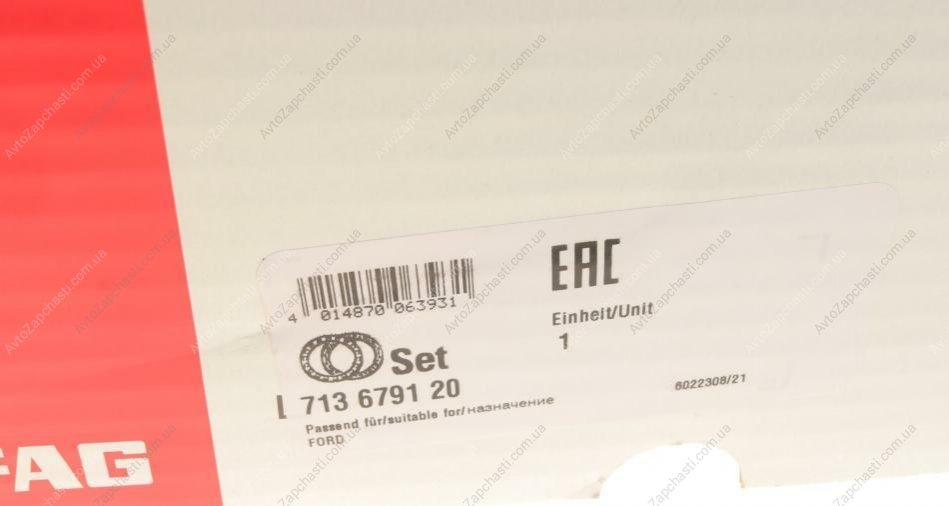 EAC
4 014870 063931
Einheit/Unit
1
Set
713 6791 20
6022308/21
Passend für/suitable for/назначение
FORD
FAG
AvtoZapchasti.com.ua